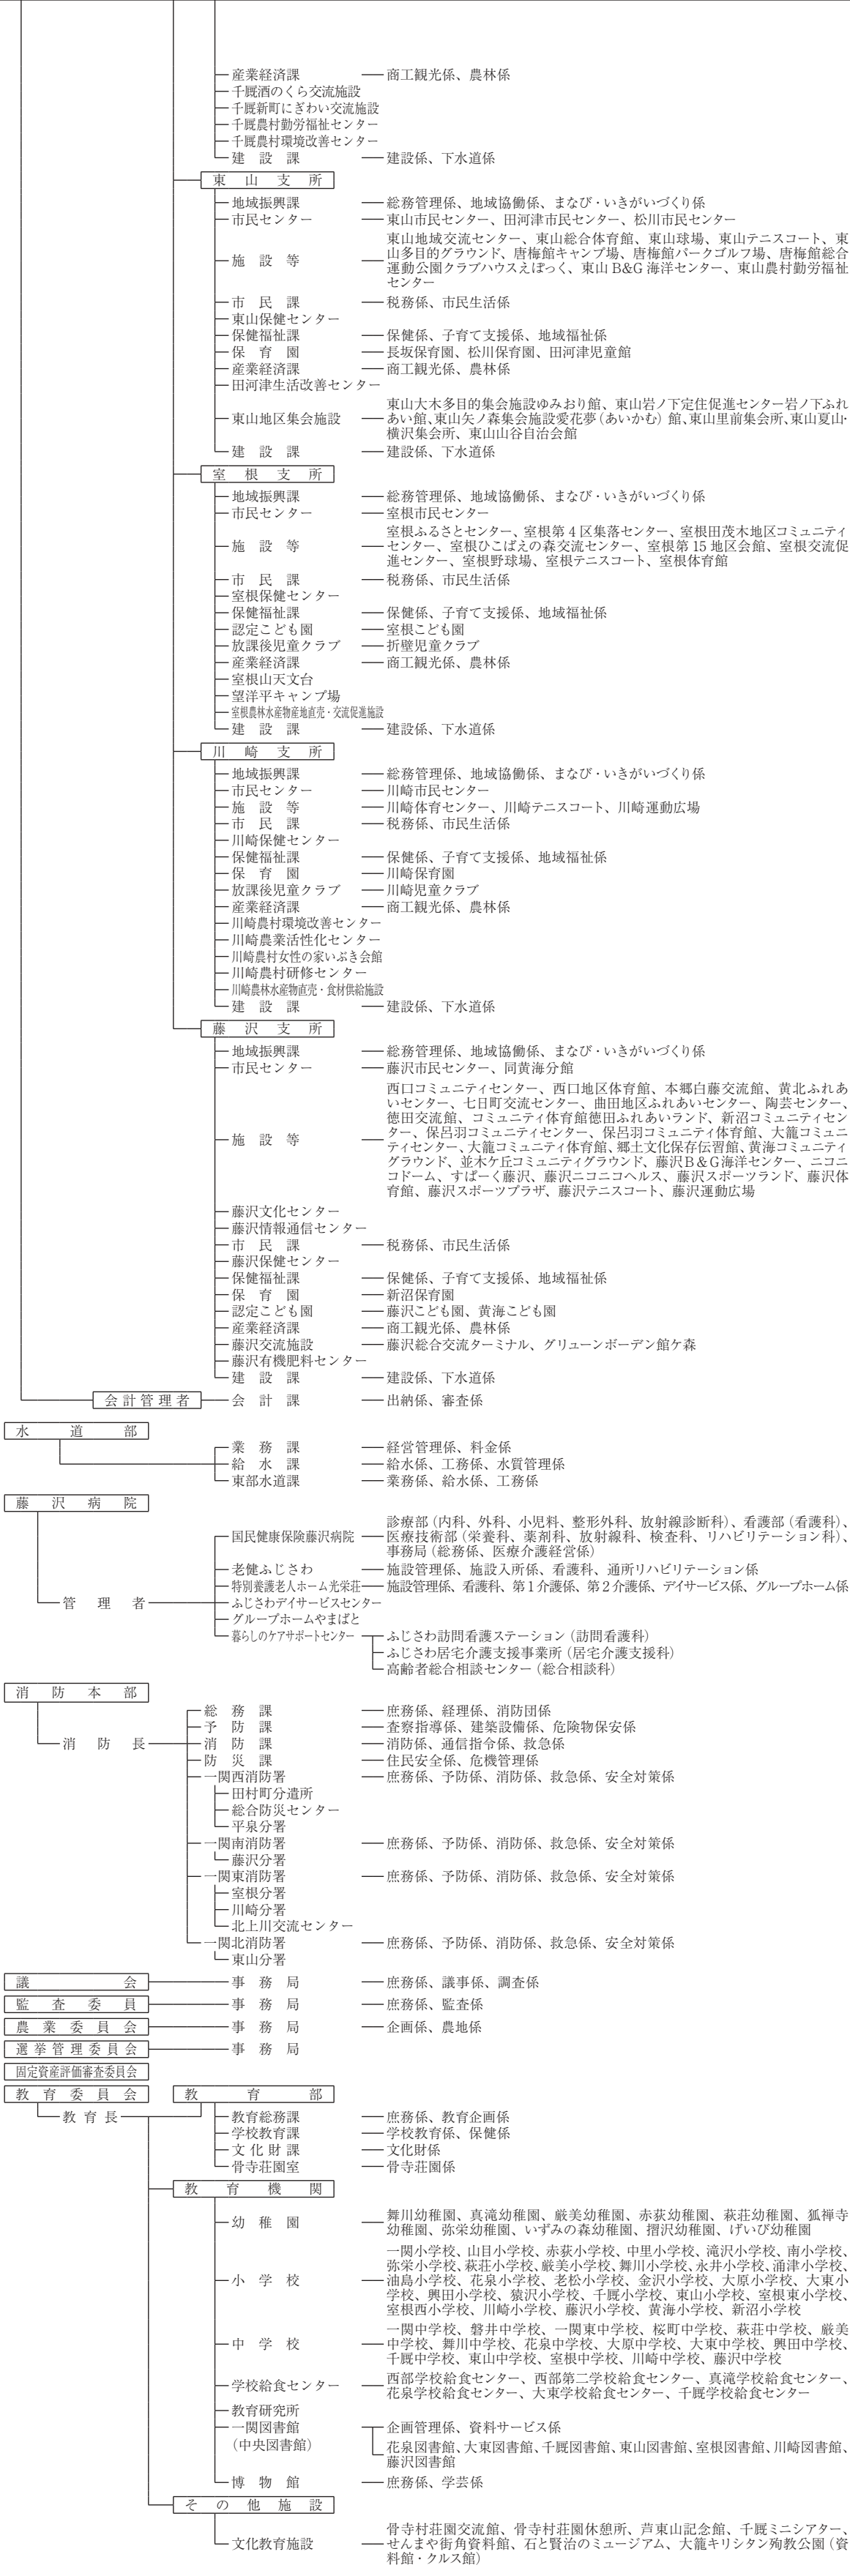 産業経済課 商工観光係、農林係
千厩酒のくら交流施設
千厩新町にぎわい交流施設
千厩農村勤労福祉センター
千厩農村環境改善センター
建設課 建設係、下水道係
東山支所
地域振興課 総務管理係、地域協働係、まなび・いきがいづくり係
市民センター 東山市民センター、田河津市民センター、松川市民センター
施設等 東山地域交流センター、東山総合体育館、東山球場、東山テニスコート、東
山多目的グラウンド、唐梅館キャンプ場、唐梅館パークゴルフ場、唐梅館総合
運動公園クラブハウスえぽっく、東山B&G海洋センター、東山農村勤労福祉
センター
市民課 税務係、市民生活係
東山保健センター
保健福祉課 保健係、子育て支援係、地域福祉係
保育園 長坂保育園、松川保育園、田河津児童館
産業経済課 商工観光係、農林係
田河津生活改善センター
東山地区集会施設 東山大木多目的集会施設ゆみおり館、東山岩ノ下定住促進センター岩ノ下ふれ
あい館、東山矢ノ森集会施設愛花夢（あいかむ）館、東山里前集会所、東山夏山・
横沢集会所、東山山谷自治会館
建設課 建設係、下水道係
室根支所
地域振興課 総務管理係、地域協働係、まなび・いきがいづくり係
市民センター 室根市民センター
施設等 室根ふるさとセンター、室根第4区集落センター、室根田茂木地区コミュニティ
センター、室根ひこばえの森交流センター、室根第15地区会館、室根交流促
進センター、室根野球場、室根テニスコート、室根体育館
市民課 税務係、市民生活係
室根保健センター
保健福祉課 保健係、子育て支援係、地域福祉係
認定こども園 室根こども園
放課後児童クラブ 折壁児童クラブ
産業経済課 商工観光係、農林係
室根山天文台
望洋平キャンプ場
室根農林水産物産地直売・交流促進施設
建設課 建設係、下水道係
川崎支所
地域振興課 総務管理係、地域協働係、まなび・いきがいづくり係
市民センター 川崎市民センター
施設等 川崎体育センター、川崎テニスコート、川崎運動広場
市民課 税務係、市民生活係
川崎保健センター
保健福祉課 保健係、子育て支援係、地域福祉係
保育園 川崎保育園
放課後児童クラブ 川崎児童クラブ
産業経済課 商工観光係、農林係
川崎農村環境改善センター
川崎農業活性化センター
川崎農村女性の家いぶき会館
川崎農村研修センター
川崎農林水産物直売・食材供給施設
建設課 建設係、下水道係
藤沢支所
地域振興課 総務管理係、地域協働係、まなび・いきがいづくり係
市民センター 藤沢市民センター、同黄海分館
施設等 西口コミュニティセンター、西口地区体育館、本郷白藤交流館、黄北ふれあ
いセンター、七日町交流センター、曲田地区ふれあいセンター、陶芸センター、
徳田交流館、コミュニティ体育館徳田ふれあいランド、新沼コミュニティセン
ター、保呂羽コミュニティセンター、保呂羽コミュニティ体育館、大籠コミュニ
ティセンター、大籠コミュニティ体育館、郷土文化保存伝習館、黄海コミュニティ
グラウンド、並木ケ丘コミュニティグラウンド、藤沢B&G海洋センター、ニコニ
コドーム、すぱーく藤沢、藤沢ニコニコヘルス、藤沢スポーツランド、藤沢体
育館、藤沢スポーツプラザ、藤沢テニスコート、藤沢運動広場
藤沢文化センター
藤沢情報通信センター
市民課 税務係、市民生活係
藤沢保健センター
保健福祉課 保健係、子育て支援係、地域福祉係
保育園 新沼保育園
認定こども園 藤沢こども園、黄海こども園
産業経済課 商工観光係、農林係
藤沢交流施設 藤沢総合交流ターミナル、グリューンボーデン館ケ森
藤沢有機肥料センター
建設課 建設係、下水道係
会計管理者 会計課 出納係、審査係
水道部
業務課 経営管理係、料金係
給水課 給水係、工務係、水質管理係
東部水道課 業務係、給水係、工務係
藤沢病院
管理者
国民健康保険藤沢病院 診療部（内科、外科、小児科、整形外科、放射線診断科）、看護部（看護科）、
医療技術部（栄養科、薬剤科、放射線科、検査科、リハビリテーション科）、
事務局（総務係、医療介護経営係）
老健ふじさわ 施設管理係、施設入所係、看護科、通所リハビリテーション係
特別養護老人ホーム光栄荘 施設管理係、看護科、第1介護係、第2介護係、デイサービス係、グループホーム係
ふじさわデイサービスセンター
グループホームやまばと
暮らしのケアサポートセンター ふじさわ訪問看護ステーション（訪問看護科）
ふじさわ居宅介護支援事業所（居宅介護支援科）
高齢者総合相談センター（総合相談科）
消防本部
消防長
総務課 庶務係、経理係、消防団係
予防課 査察指導係、建築設備係、危険物保安係
消防課 消防係、通信指令係、救急係
防災課 住民安全係、危機管理係
一関西消防署 庶務係、予防係、消防係、救急係、安全対策係
田村町分遣所
総合防災センター
平泉分署
一関南消防署 庶務係、予防係、消防係、救急係、安全対策係
藤沢分署
一関東消防署 庶務係、予防係、消防係、救急係、安全対策係
室根分署
川崎分署
北上川交流センター
一関北消防署 庶務係、予防係、消防係、救急係、安全対策係
東山分署
議会 事務局 庶務係、議事係、調査係
監査委員 事務局 庶務係、監査係
農業委員会 事務局 企画係、農地係
選挙管理委員会 事務局
固定資産評価審査委員会
教育委員会 教育部
教育長
教育総務課 庶務係、教育企画係
学校教育課 学校教育係、保健係
文化財課 文化財係
骨寺荘園室 骨寺荘園係
教育機関
幼稚園 舞川幼稚園、真滝幼稚園、厳美幼稚園、赤荻幼稚園、萩荘幼稚園、狐禅寺
幼稚園、弥栄幼稚園、いずみの森幼稚園、摺沢幼稚園、げいび幼稚園
小学校 一関小学校、山目小学校、赤荻小学校、中里小学校、滝沢小学校、南小学校、
弥栄小学校、萩荘小学校、厳美小学校、舞川小学校、永井小学校、涌津小学校、
油島小学校、花泉小学校、老松小学校、金沢小学校、大原小学校、大東小
学校、興田小学校、猿沢小学校、千厩小学校、東山小学校、室根東小学校、
室根西小学校、川崎小学校、藤沢小学校、黄海小学校、新沼小学校
中学校 一関中学校、磐井中学校、一関東中学校、桜町中学校、萩荘中学校、厳美
中学校、舞川中学校、花泉中学校、大原中学校、大東中学校、興田中学校、
千厩中学校、東山中学校、室根中学校、川崎中学校、藤沢中学校
学校給食センター 西部学校給食センター、西部第二学校給食センター、真滝学校給食センター、
花泉学校給食センター、大東学校給食センター、千厩学校給食センター
教育研究所
一関図書館 企画管理係、資料サービス係
（中央図書館） 花泉図書館、大東図書館、千厩図書館、東山図書館、室根図書館、川崎図書館、
藤沢図書館
博物館 庶務係、学芸係
その他施設
文化教育施設 骨寺村荘園交流館、骨寺村荘園休憩所、芦東山記念館、千厩ミニシアター、
せんまや街角資料館、石と賢治のミュージアム、大籠キリシタン殉教公園（資
料館・クルス館）